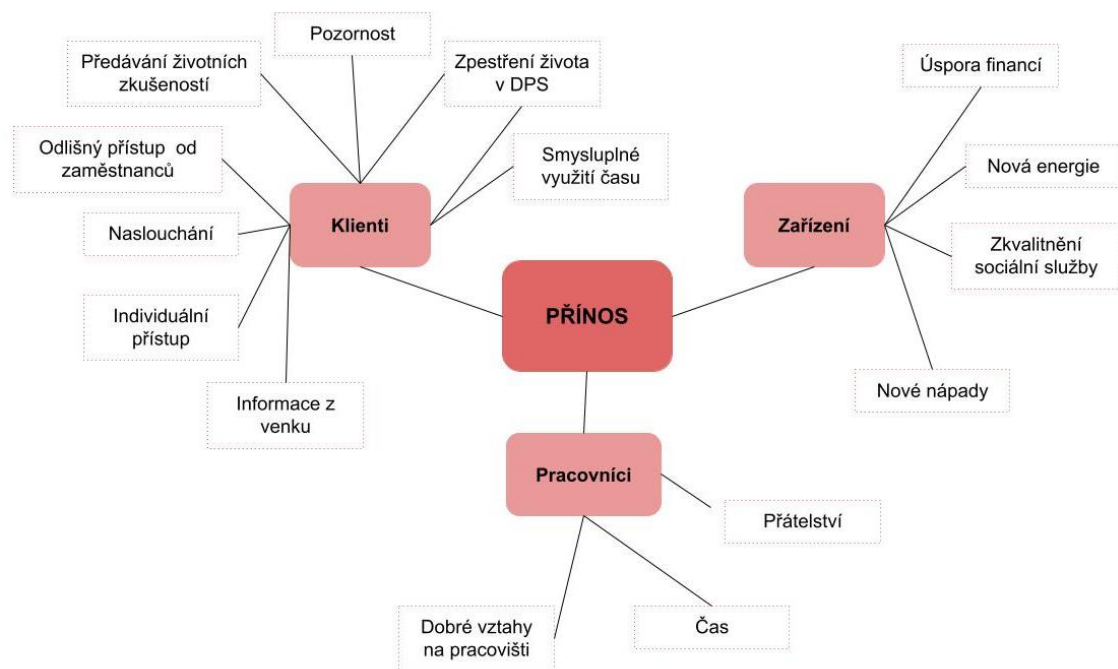 Pozornost
Předávání životních
zkušeností
Zpestření života
v DPS
Odlišný přístup od
zaměstnanců
Smysluplné
využití času
Klienti
Naslouchání
Individuální
přístup
Informace z
venku
PŘÍNOS
Úspora financí
Nová energie
Zařízení
Zkvalitnění
sociální služby
Nové nápady
Pracovníci
Přátelství
Dobré vztahy
na pracovišti
Čas